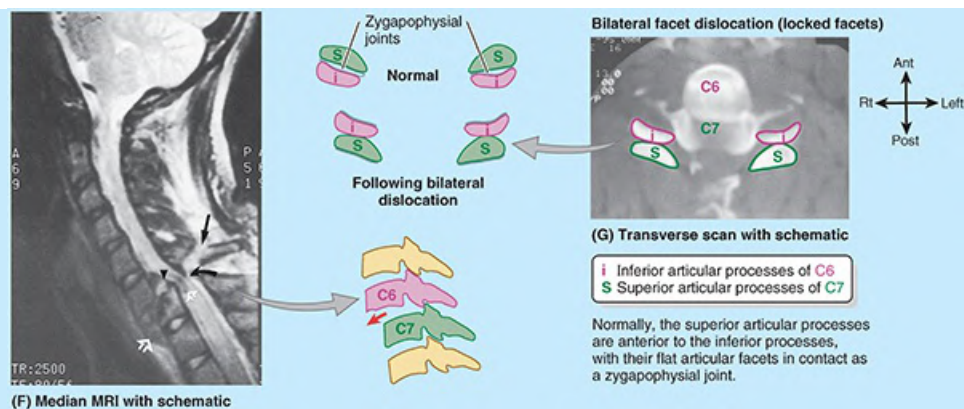 Zygapophysial
joints
S
i
S
i
Normal
i
S
i
S
Following bilateral
dislocation
C6
C7
A
6
9
TR:2500
(F) Median MRI with schematic
Bilateral facet dislocation (locked facets)
C6
C7
i
S
i
S
Ant
Rt
Left
Post
(G) Transverse scan with schematic
i Inferior articular processes of C6
S Superior articular processes of C7
Normally, the superior articular processes
are anterior to the inferior processes,
with their flat articular facets in contact as
a zygapophysial joint.